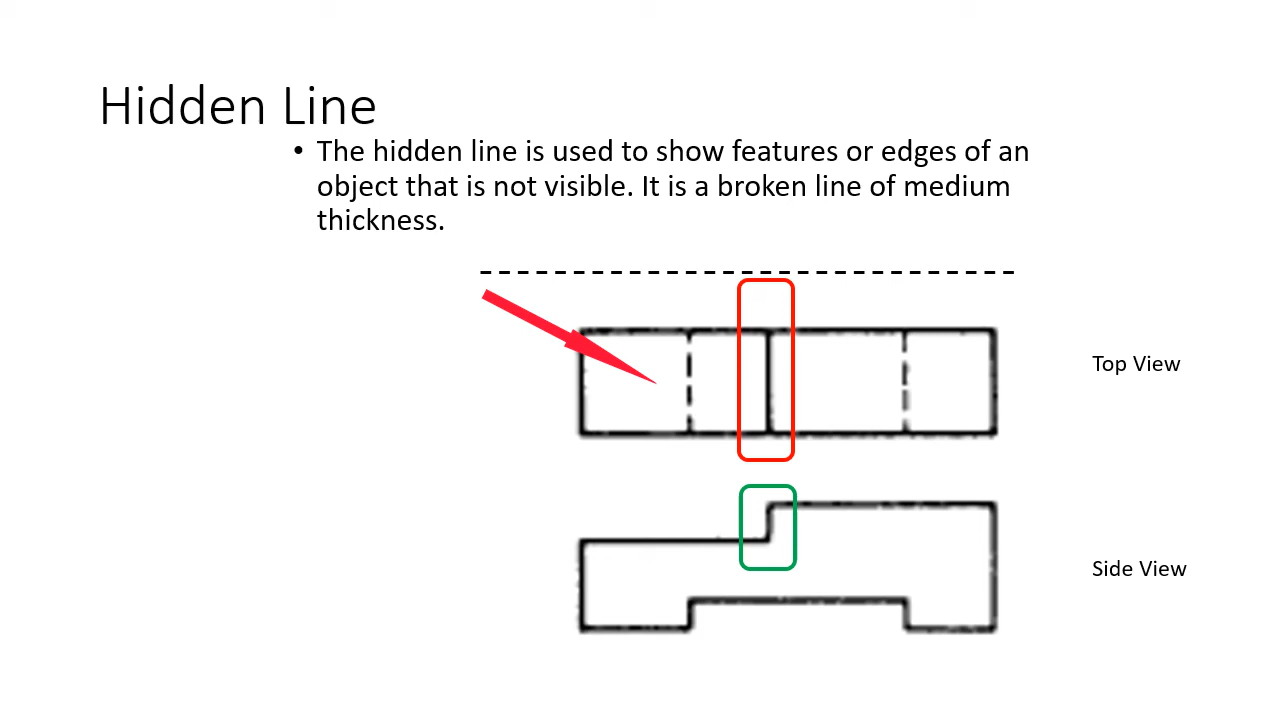 Hidden Line
• The hidden line is used to show features or edges of an
object that is not visible. It is a broken line of medium
thickness.
Top View
Side View